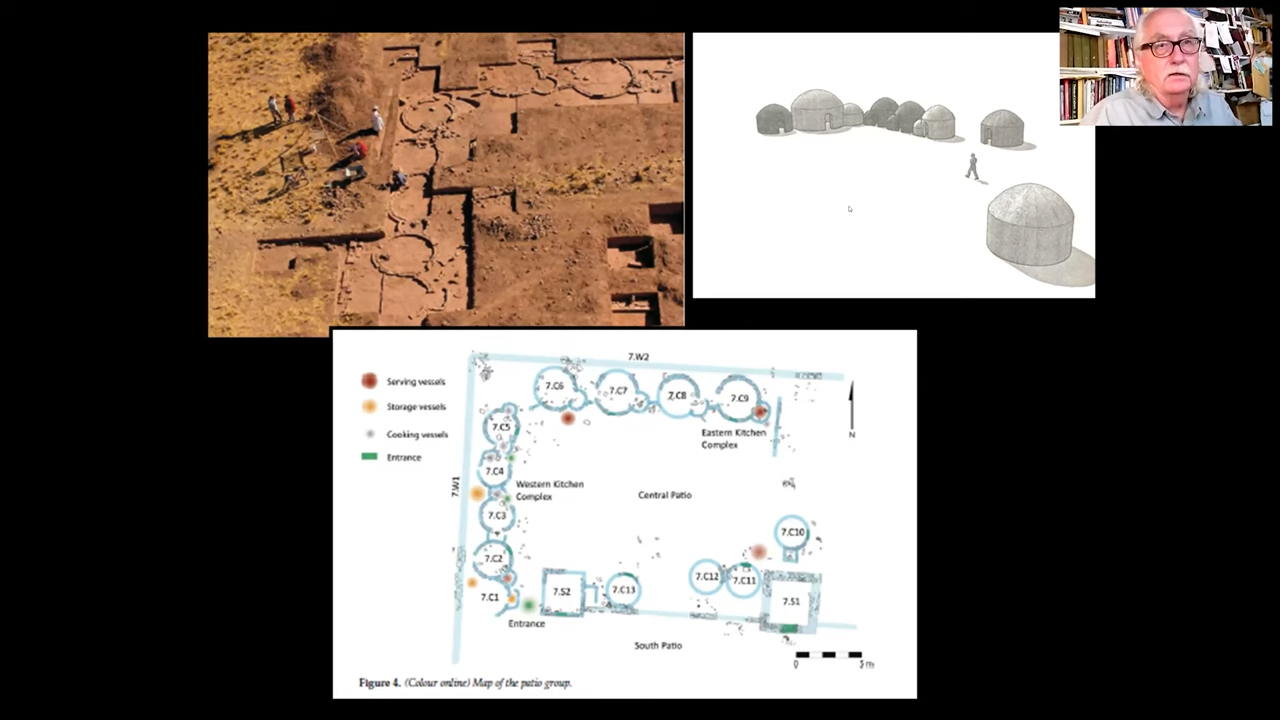 7.W2
Serving vessels
Storage vessels
Cooking vessels
Entrance
7.C6
7.C7
7.C8
7.C9
N
7.C5
Eastern Kitchen
Complex
7.C4
7.W1
Western Kitchen
Complex
Central Patio
7.C3
7.C10
7.C2
7.C12
7.C11
7.C1
7.S2
7.C13
7.S1
Entrance
South Patio
0
5 m
Figure 4. (Colour online) Map of the patio group.